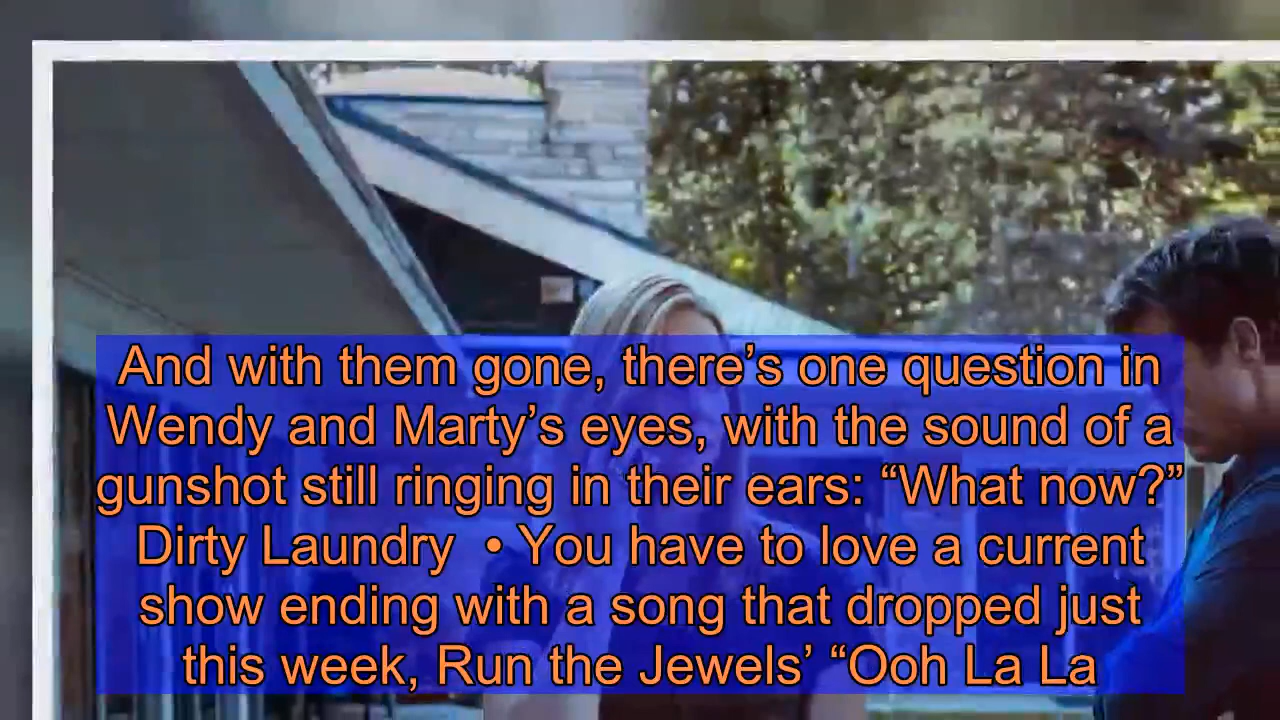 And with them gone, there’s one question in
Wendy and Marty’s eyes, with the sound of a
gunshot still ringing in their ears: “What now?”
Dirty Laundry  • You have to love a current
show ending with a song that dropped just
this week, Run the Jewels’ “Ooh La La